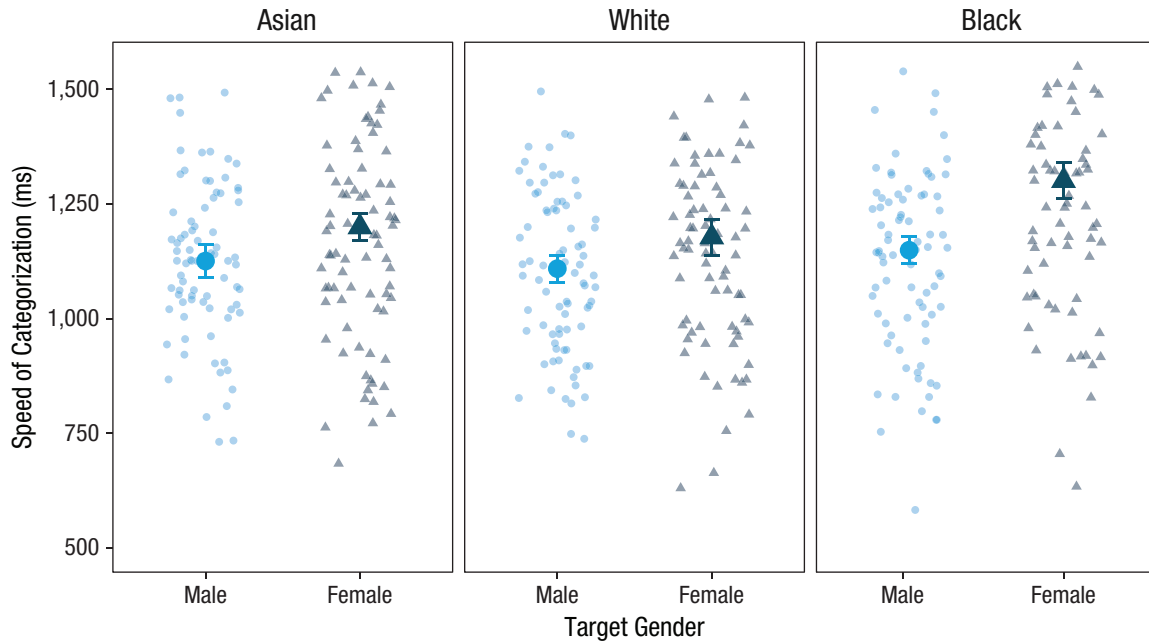 Asian
White
Black
Speed of Categorization (ms)
1,500
1,250
1,000
750
500
Male
Female
Male
Female
Male
Female
Target Gender